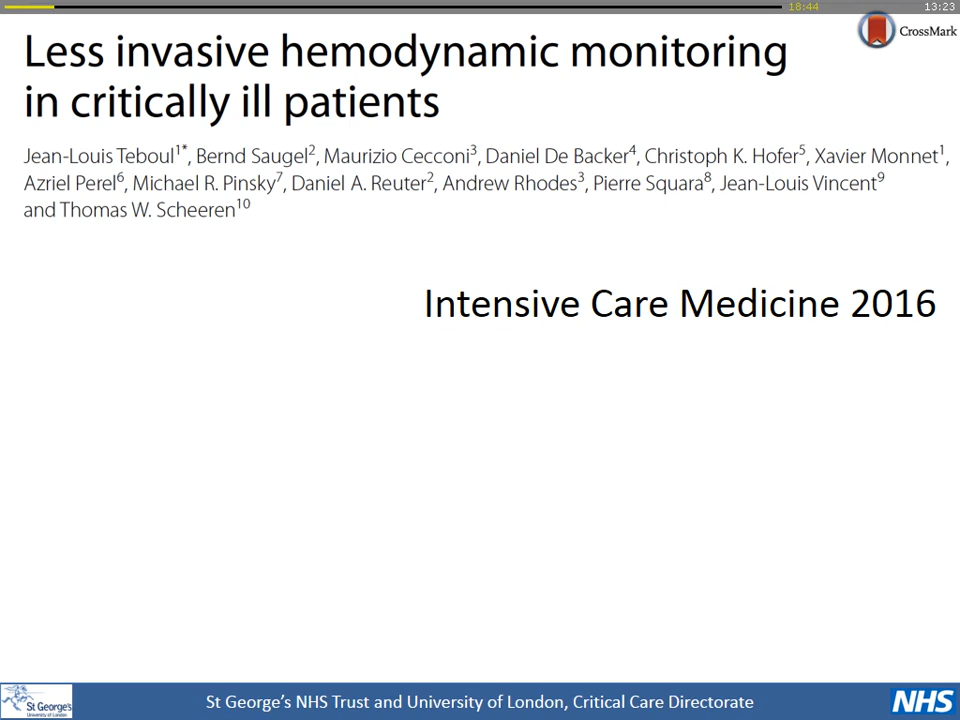 18:44 13:23
CrossMark
Less invasive hemodynamic monitoring
in critically ill patients
Jean-Louis Teboul1*, Bernd Saugel2, Maurizio Cecconi3, Daniel De Backer4, Christoph K. Hofer5, Xavier Monnet1,
Azriel Perel6, Michael R. Pinsky7, Daniel A. Reuter2, Andrew Rhodes3, Pierre Squara8, Jean-Louis Vincent9
and Thomas W. Scheeren10
Intensive Care Medicine 2016
St George's
University of London
St George’s NHS Trust and University of London, Critical Care Directorate
NHS